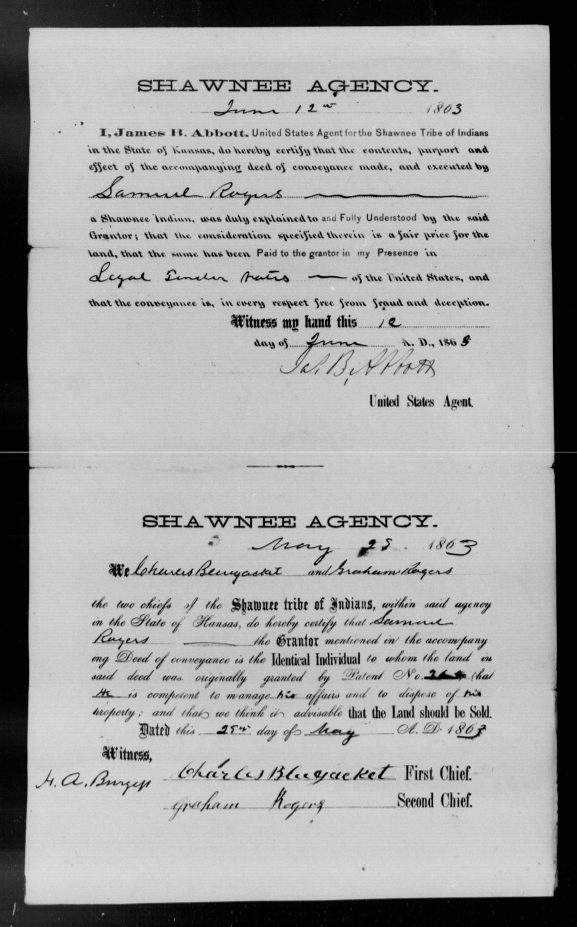 SHAWNEE AGENCY.
June 12th 1863
I, James B. Abbott, United States Agent for the Shawnee Tribe of Indians
in the State of Kansas, do hereby certify that the contents, purport and
effect of the accompanying deed of conveyance made, and executed by
Samuel Rogers
a Shawnee Indian, was duly explained to and Fully Understood by the said
Grantor; that the consideration specified therein is a fair price for the
land, that the same has been Paid to the grantor in my Presence in
Legal Tender notes of the United States, and
that the conveyance is, in every respect free from fraud and deception.
Witness my hand this 12
day of June A. D., 1863
Jas. B. Abbott
United States Agent.
SHAWNEE AGENCY.
May 25. 1863
We Charles Bluejacket and Graham Rogers
the two chiefs of the Shawnee tribe of Indians, within said agency
in the State of Kansas, do hereby certify that Samuel
Rogers the Grantor mentioned in the accompany
ing Deed of conveyance is the Identical Individual to whom the land in
said deed was originally granted by Patent No. that
He is competent to manage his affairs and to dispose of his
property; and that we think it advisable that the Land should be Sold.
Dated this 25th day of May A. D 1863
Witness,
H. A. Burgess
Charles Bluejacket First Chief.
Graham Rogers Second Chief.